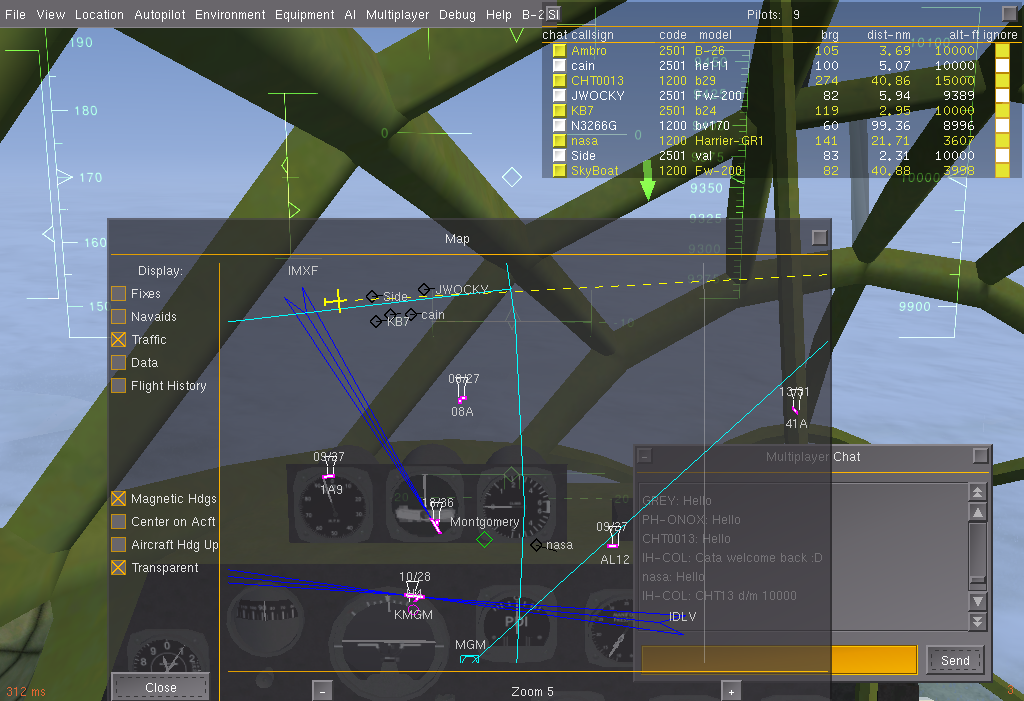 File View Location Autopilot Environment Equipment AI Multiplayer Debug Help B-2
SI
Pilots: 9
chat callsign code model brg dist-nm alt-ft ignore
Ambro 2501 B-26 105 3.69 10000
cain 2501 he111 100 5.07 10000
CHT0013 1200 b29 274 40.86 15000
JWOCKY 2501 Fw-200 82 5.94 9389
KB7 2501 b24 119 2.95 10000
N3266G 1200 bv170 60 99.36 8996
nasa 1200 Harrier-GR1 141 21.71 3607
Side 2501 val 83 2.31 10000
SkyBoat 1200 Fw-200 82 40.88 3998
190
180
170
160
150
0
0
9350
9325
9300
10000
9900
-10
Map
Display:
Fixes
Navaids
Traffic
Data
Flight History
Magnetic Hdgs
Center on Acft
Aircraft Hdg Up
Transparent
IMXF
Side
JWOCKY
KB7
cain
08A
13/31
41A
09/27
1A9
18/36
Montgomery
nasa
AL12
10/28
KMGM
IDLV
MGM
PDI
Close
-
Zoom 5
+
Multiplayer Chat
GREY: Hello
PH-ONOX: Hello
CHT0013: Hello
IH-COL: Cata welcome back :D
nasa: Hello
IH-COL: CHT13 d/m 10000
Send
312 ms
3